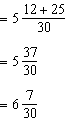 = 5 12 + 25/30
= 5 37/30
= 6 7/30